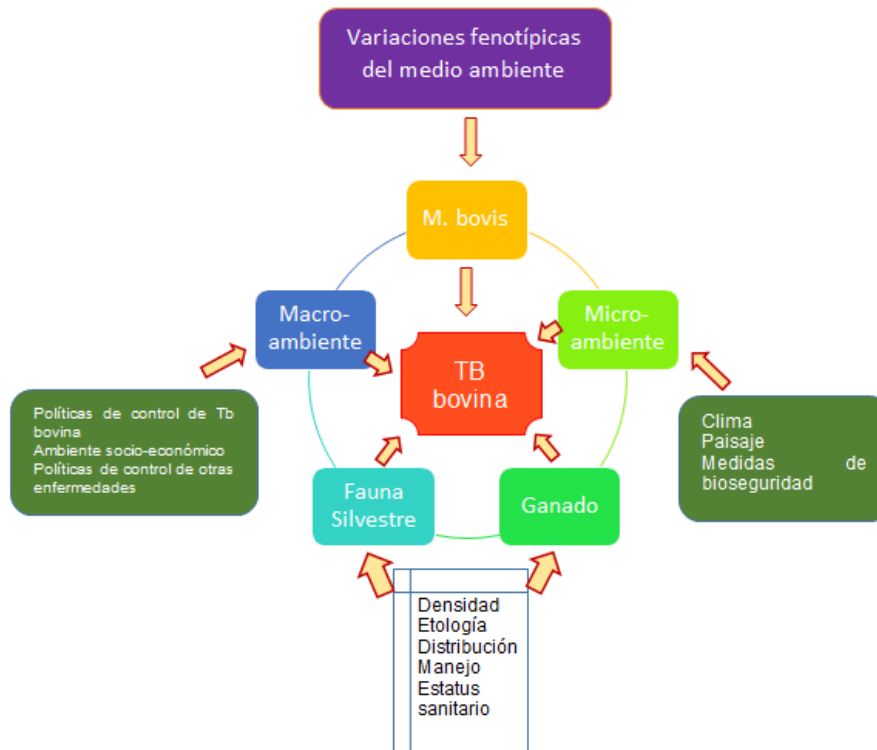 Variaciones fenotípicas
del medio ambiente
M. bovis
Macro-
ambiente
Micro-
ambiente
TB
bovina
Políticas de control de Tb
bovina
Ambiente socio-económico
Políticas de control de otras
enfermedades
Clima
Paisaje
Medidas de
bioseguridad
Fauna
Silvestre
Ganado
Densidad
Etología
Distribución
Manejo
Estatus
sanitario